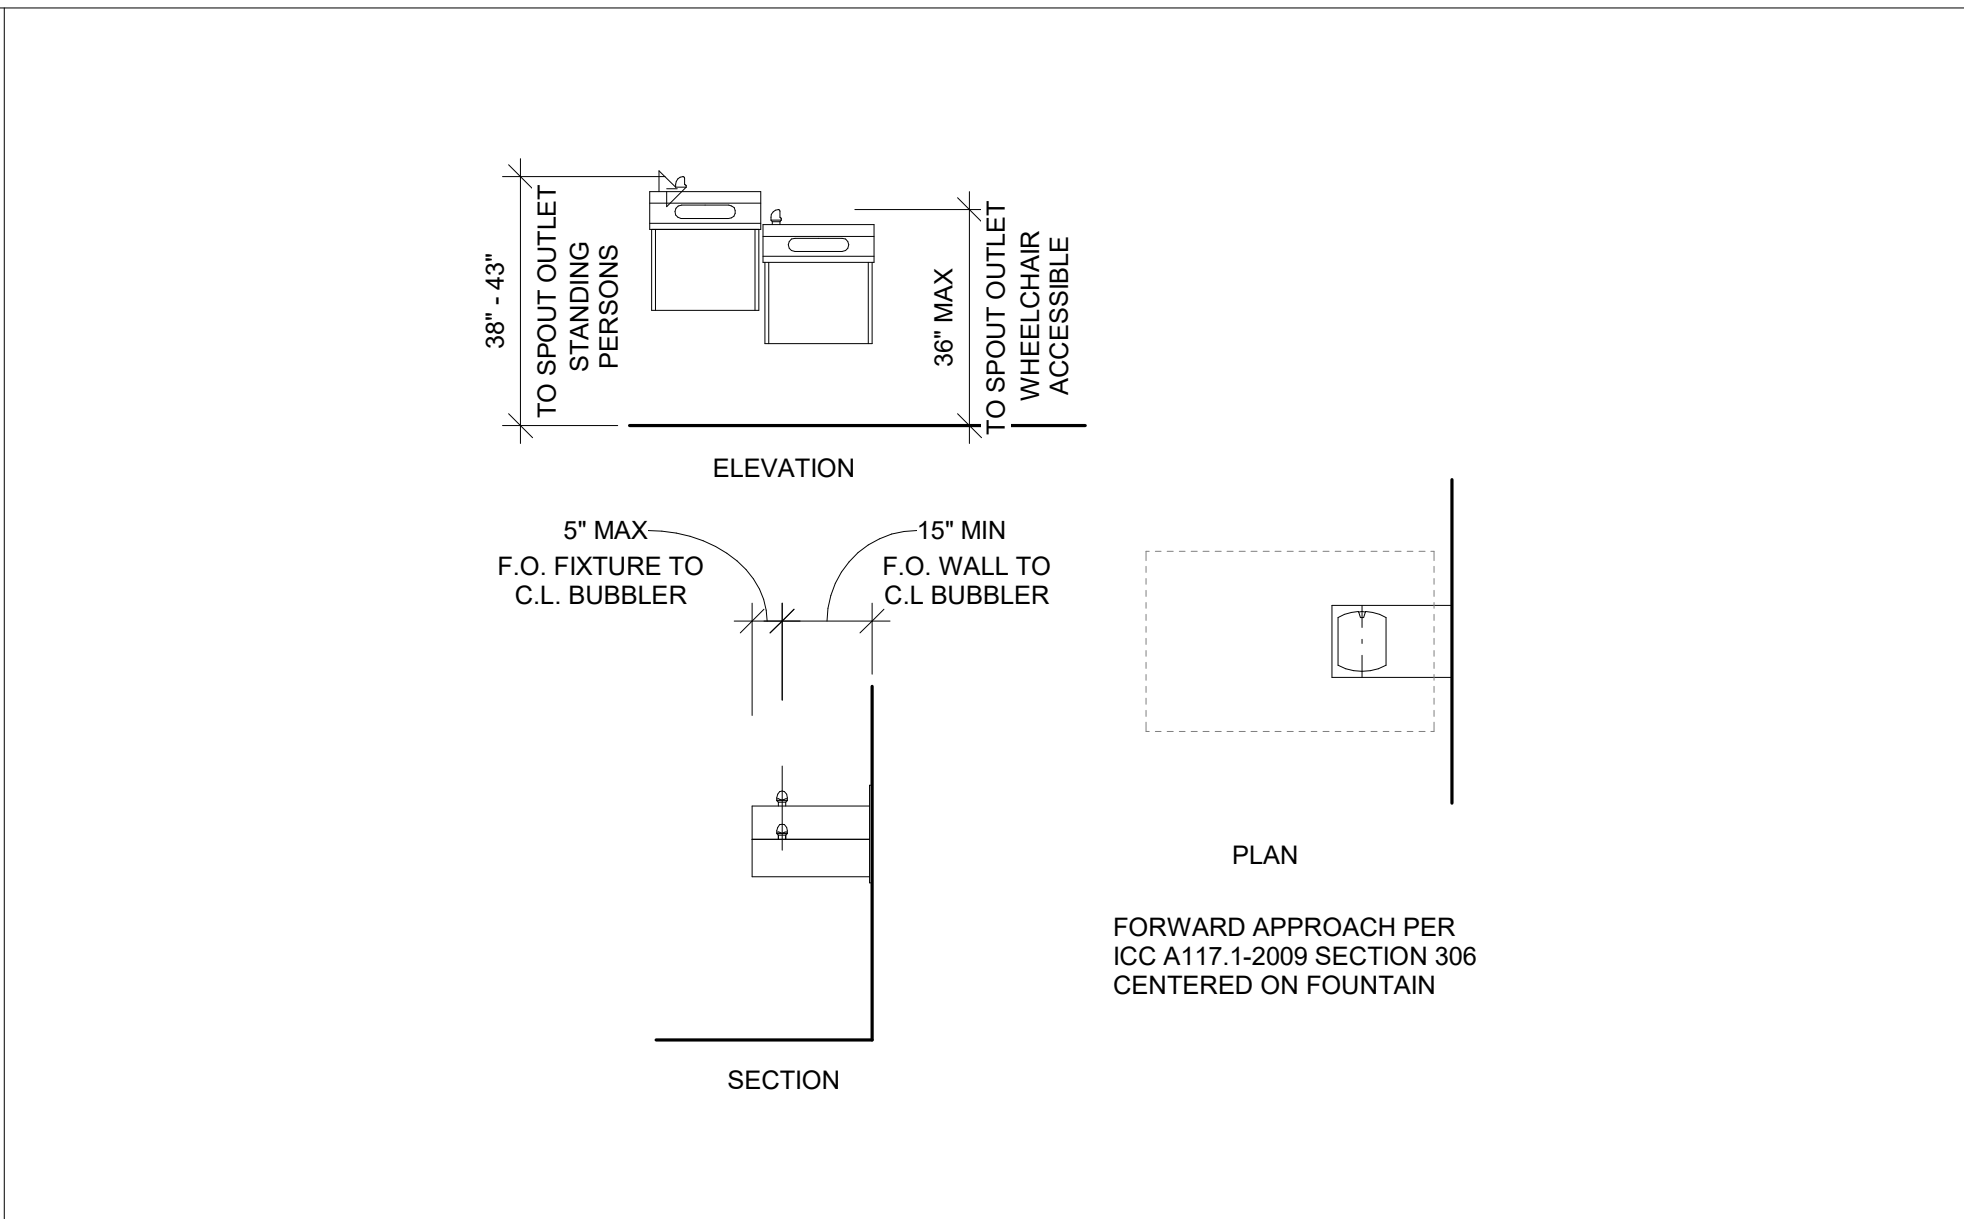 38" - 43"
TO SPOUT OUTLET
STANDING
PERSONS
36" MAX
TO SPOUT OUTLET
WHEELCHAIR
ACCESSIBLE
ELEVATION
5" MAX
F.O. FIXTURE TO
C.L. BUBBLER
15" MIN
F.O. WALL TO
C.L BUBBLER
SECTION
PLAN
FORWARD APPROACH PER
ICC A117.1-2009 SECTION 306
CENTERED ON FOUNTAIN